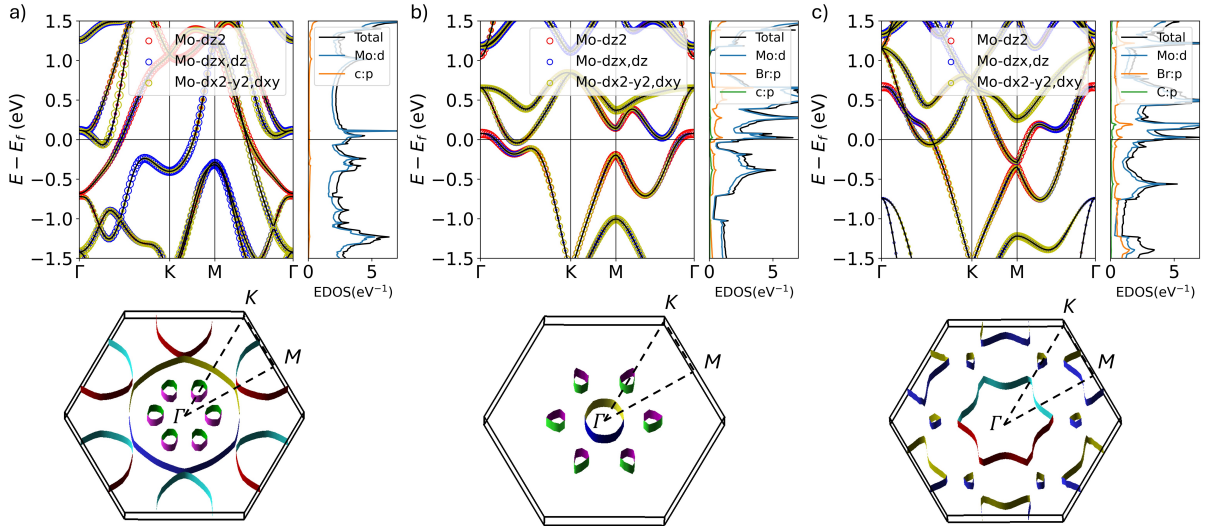 a)
1.5
1.0
0.5
0.0
−0.5
−1.0
−1.5
E − E_f (eV)
Mo-dz2
Mo-dzx,dz
Mo-dx2-y2,dxy
Γ K M Γ
Total
Mo:d
c:p
0 5
EDOS(eV⁻¹)
K
M
Γ
b)
1.5
1.0
0.5
0.0
−0.5
−1.0
−1.5
E − E_f (eV)
Mo-dz2
Mo-dzx,dz
Mo-dx2-y2,dxy
Γ K M Γ
Total
Mo:d
Br:p
c:p
0 5
EDOS(eV⁻¹)
K
M
Γ
c)
1.5
1.0
0.5
0.0
−0.5
−1.0
−1.5
E − E_f (eV)
Mo-dz2
Mo-dzx,dz
Mo-dx2-y2,dxy
Γ K M Γ
Total
Mo:d
Br:p
C:p
0 5
EDOS(eV⁻¹)
K
M
Γ